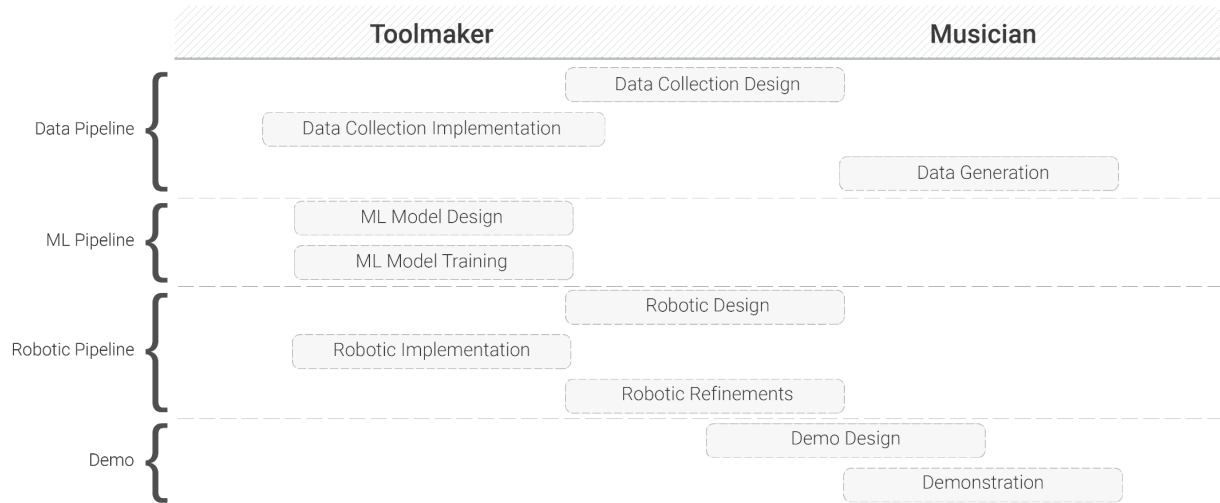 Toolmaker Musician
Data Collection Design
Data Pipeline Data Collection Implementation
Data Generation
ML Model Design
ML Pipeline
ML Model Training
Robotic Design
Robotic Pipeline Robotic Implementation
Robotic Refinements
Demo Design
Demo
Demonstration